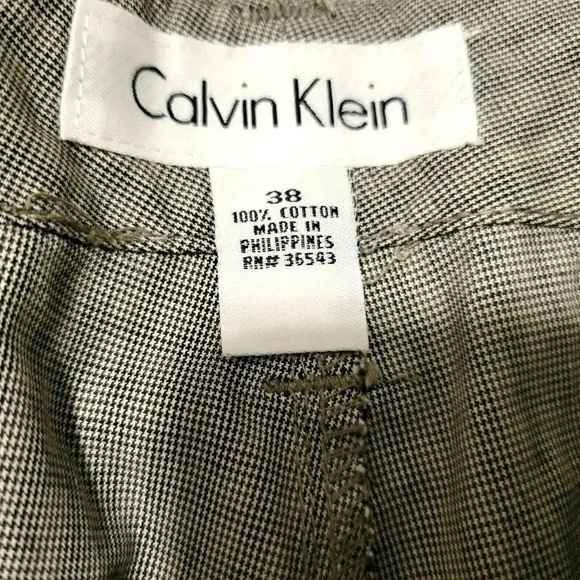 Calvin Klein
38
100% COTTON
MADE IN
PHILIPPINES
RN# 36543